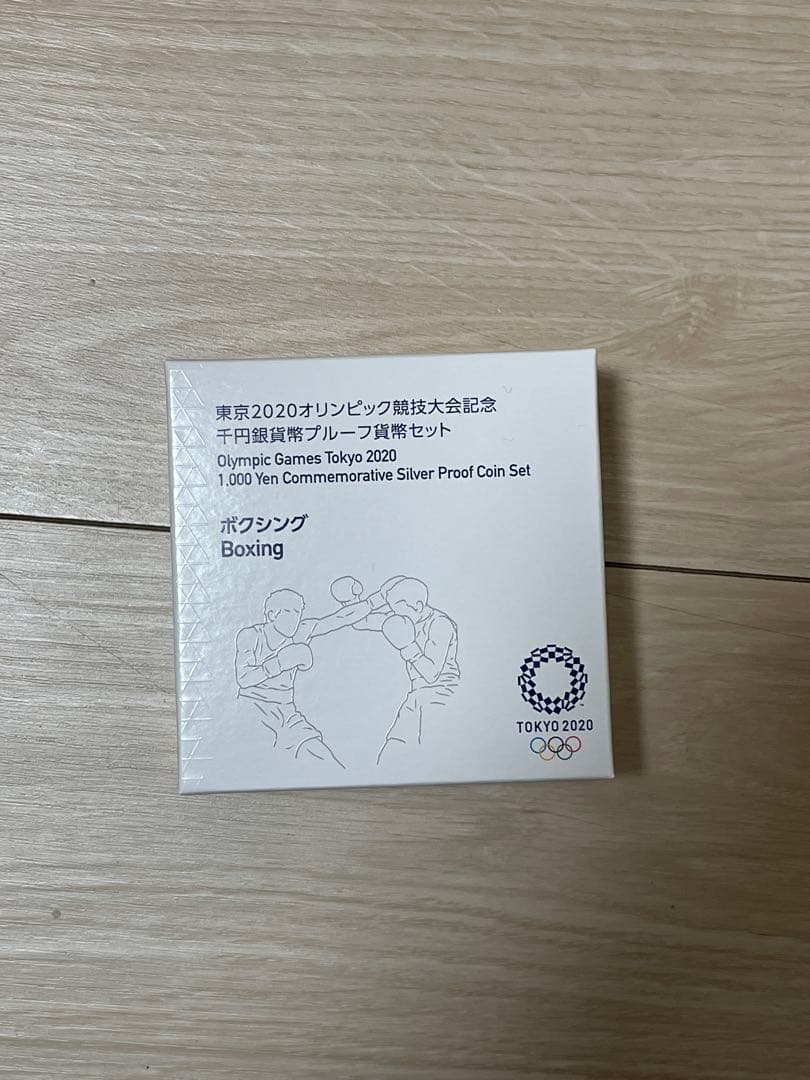 東京2020オリンピック競技大会記念
千円銀貨幣プルーフ貨幣セット
Olympic Games Tokyo 2020
1,000 Yen Commemorative Silver Proof Coin Set
ボクシング
Boxing
TOKYO 2020